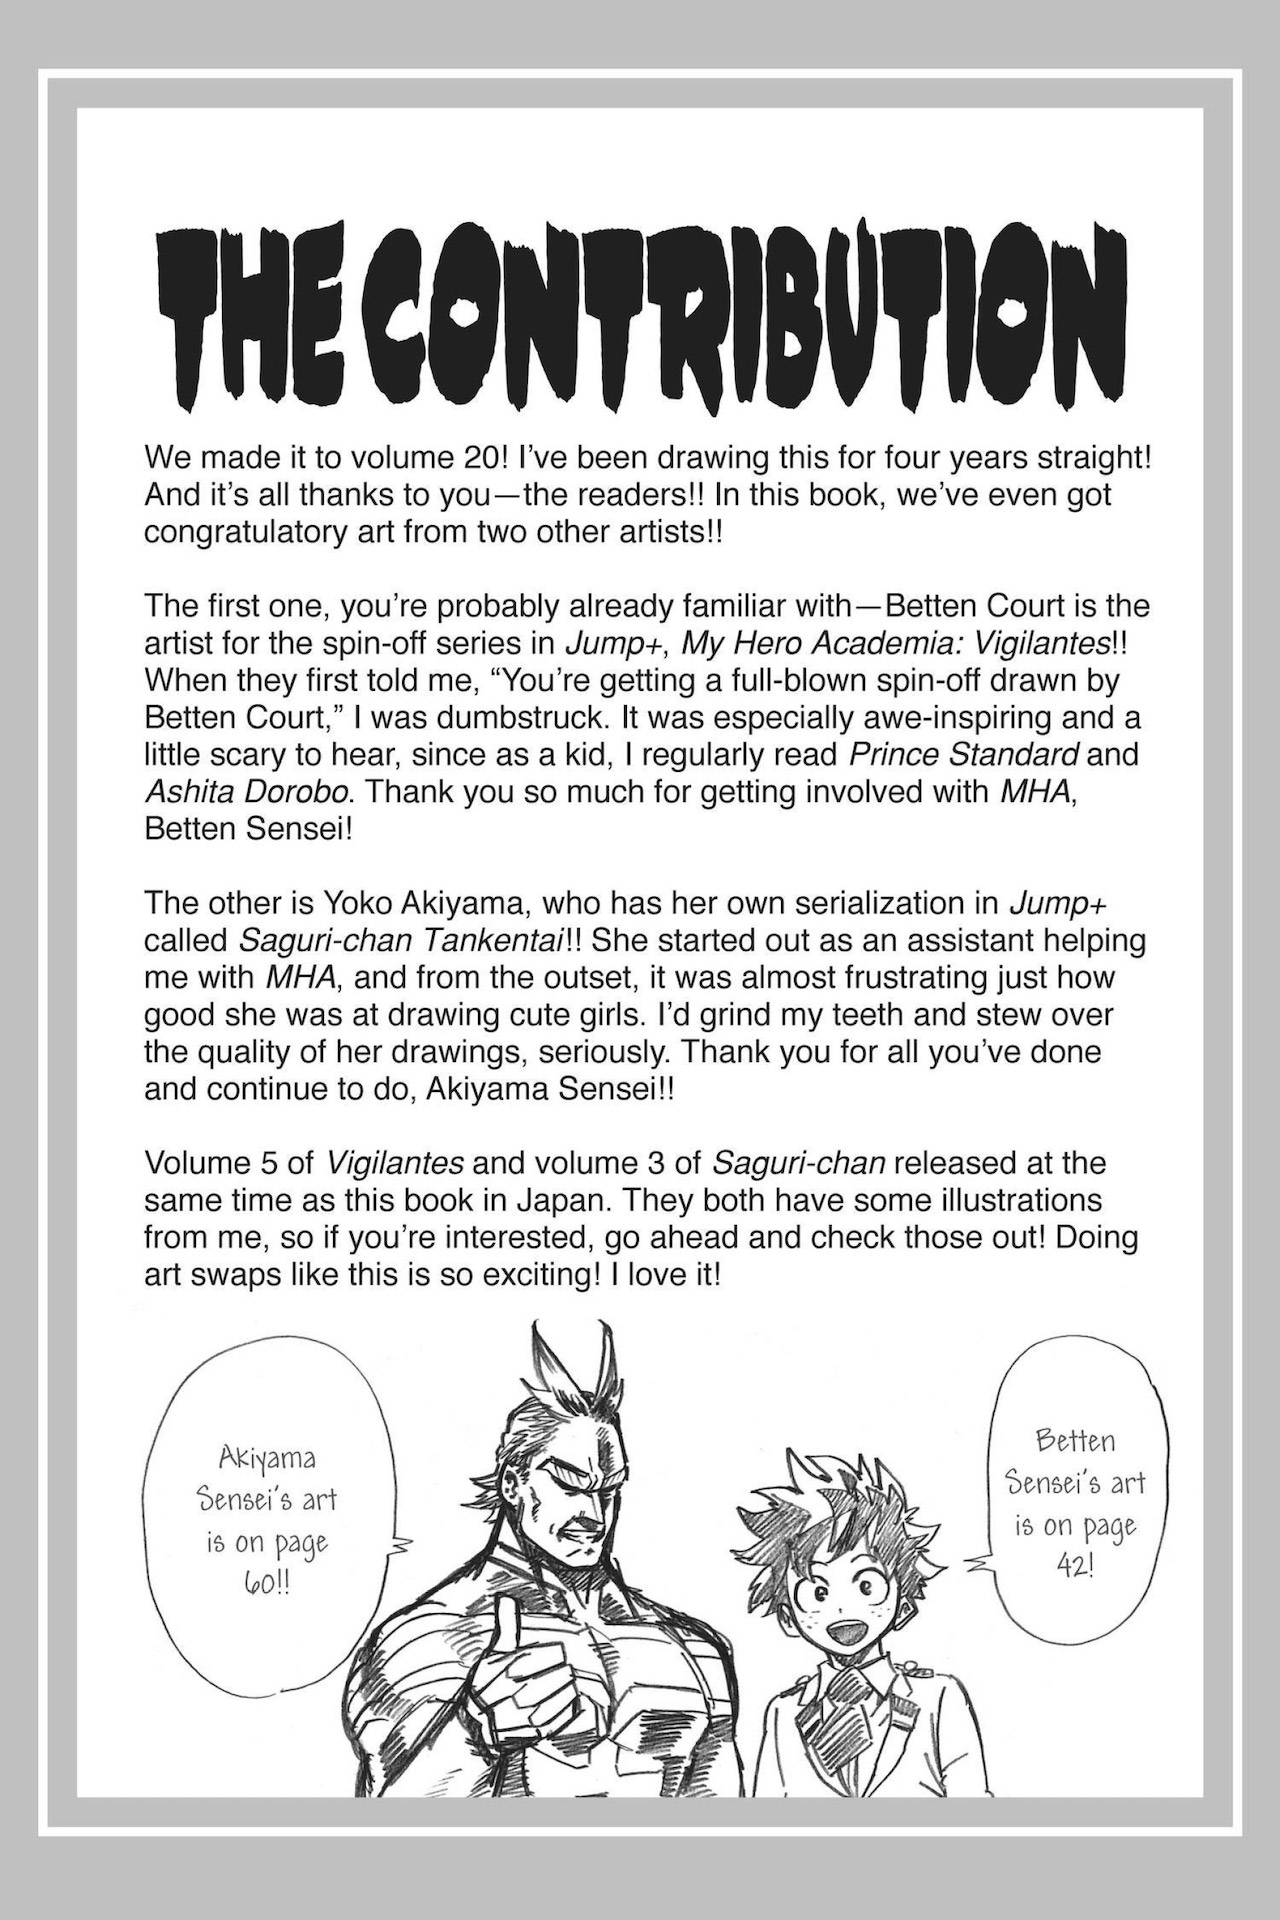 THE CONTRIBUTION
We made it to volume 20! I've been drawing this for four years straight!
And it's all thanks to you—the readers!! In this book, we've even got
congratulatory art from two other artists!!
The first one, you're probably already familiar with—Betten Court is the
artist for the spin-off series in Jump+, My Hero Academia: Vigilantes!!
When they first told me, “You're getting a full-blown spin-off drawn by
Betten Court,” I was dumbstruck. It was especially awe-inspiring and a
little scary to hear, since as a kid, I regularly read Prince Standard and
Ashita Dorobo. Thank you so much for getting involved with MHA,
Betten Sensei!
The other is Yoko Akiyama, who has her own serialization in Jump+
called Saguri-chan Tankentai!! She started out as an assistant helping
me with MHA, and from the outset, it was almost frustrating just how
good she was at drawing cute girls. I'd grind my teeth and stew over
the quality of her drawings, seriously. Thank you for all you've done
and continue to do, Akiyama Sensei!!
Volume 5 of Vigilantes and volume 3 of Saguri-chan released at the
same time as this book in Japan. They both have some illustrations
from me, so if you're interested, go ahead and check those out! Doing
art swaps like this is so exciting! I love it!
Akiyama
Sensei's art
is on page
60!!
Betten
Sensei's art
is on page
42!